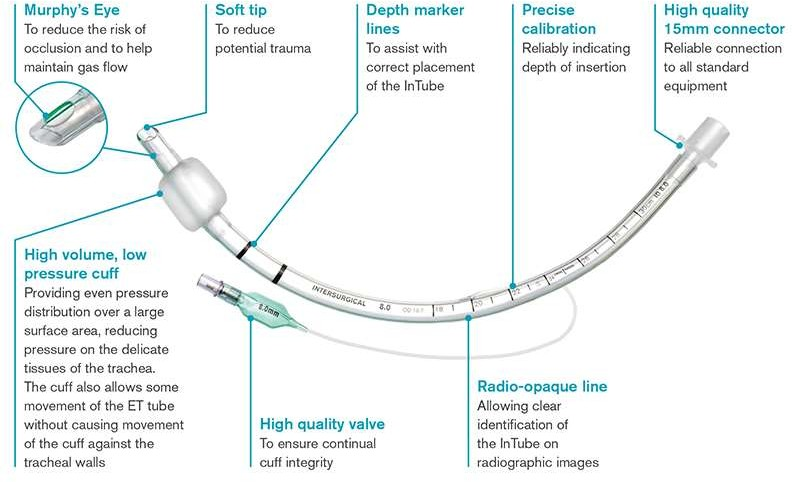 Murphy's Eye
To reduce the risk of
occlusion and to help
maintain gas flow
Soft tip
To reduce
potential trauma
Depth marker
lines
To assist with
correct placement
of the InTube
Precise
calibration
Reliably indicating
depth of insertion
High quality
15mm connector
Reliable connection
to all standard
equipment
High volume, low
pressure cuff
Providing even pressure
distribution over a large
surface area, reducing
pressure on the delicate
tissues of the trachea.
The cuff also allows some
movement of the ET tube
without causing movement
of the cuff against the
tracheal walls
INTERSURGICAL 8.0
18
20
22
24
26
28
8.0mm
High quality valve
To ensure continual
cuff integrity
Radio-opaque line
Allowing clear
identification of
the InTube on
radiographic images